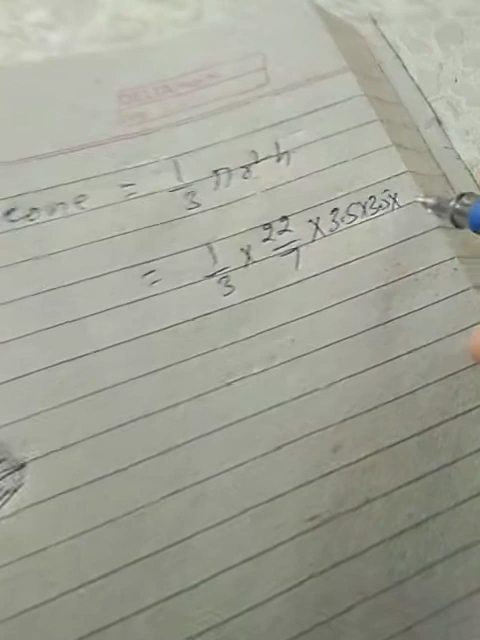 cone = 1/3 πr²h
= 1/3 × 22/7 × 3.5×3.5×